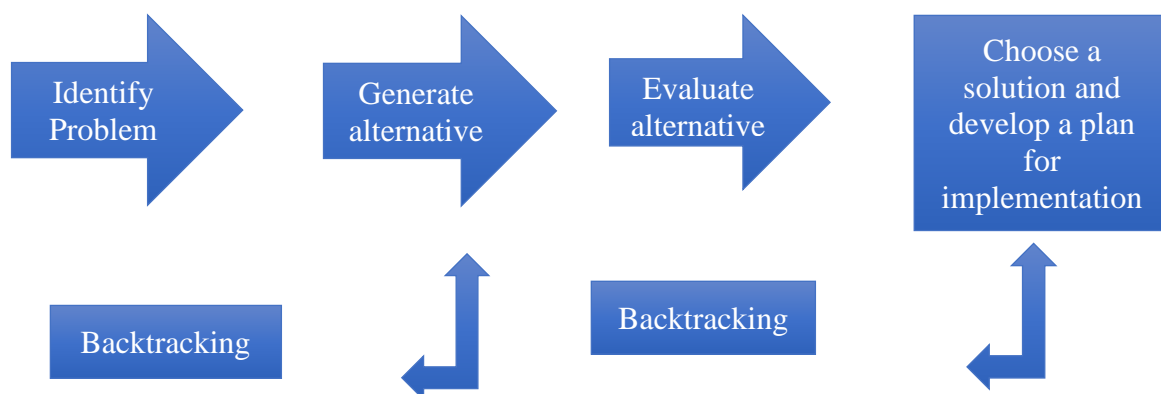 Identify
Problem
Generate
alternative
Evaluate
alternative
Choose a
solution and
develop a plan
for
implementation
Backtracking
Backtracking